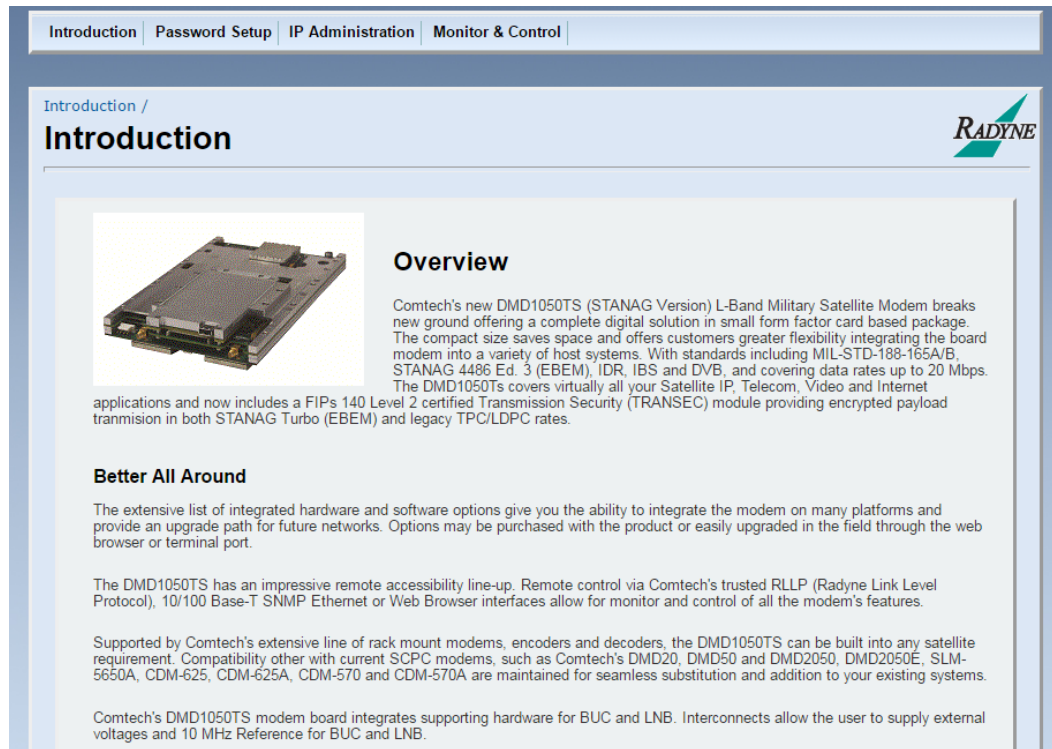 Introduction Password Setup IP Administration Monitor & Control
Introduction /
Introduction
RADYNE
Overview
Comtech's new DMD1050TS (STANAG Version) L-Band Military Satellite Modem breaks
new ground offering a complete digital solution in small form factor card based package.
The compact size saves space and offers customers greater flexibility integrating the board
modem into a variety of host systems. With standards including MIL-STD-188-165A/B,
STANAG 4486 Ed. 3 (EBEM), IDR, IBS and DVB, and covering data rates up to 20 Mbps.
The DMD1050Ts covers virtually all your Satellite IP, Telecom, Video and Internet
applications and now includes a FIPs 140 Level 2 certified Transmission Security (TRANSEC) module providing encrypted payload
tranmision in both STANAG Turbo (EBEM) and legacy TPC/LDPC rates.
Better All Around
The extensive list of integrated hardware and software options give you the ability to integrate the modem on many platforms and
provide an upgrade path for future networks. Options may be purchased with the product or easily upgraded in the field through the web
browser or terminal port.
The DMD1050TS has an impressive remote accessibility line-up. Remote control via Comtech's trusted RLLP (Radyne Link Level
Protocol), 10/100 Base-T SNMP Ethernet or Web Browser interfaces allow for monitor and control of all the modem's features.
Supported by Comtech's extensive line of rack mount modems, encoders and decoders, the DMD1050TS can be built into any satellite
requirement. Compatibility other with current SCPC modems, such as Comtech's DMD20, DMD50 and DMD2050, DMD2050E, SLM-
5650A, CDM-625, CDM-625A, CDM-570 and CDM-570A are maintained for seamless substitution and addition to your existing systems.
Comtech's DMD1050TS modem board integrates supporting hardware for BUC and LNB. Interconnects allow the user to supply external
voltages and 10 MHz Reference for BUC and LNB.